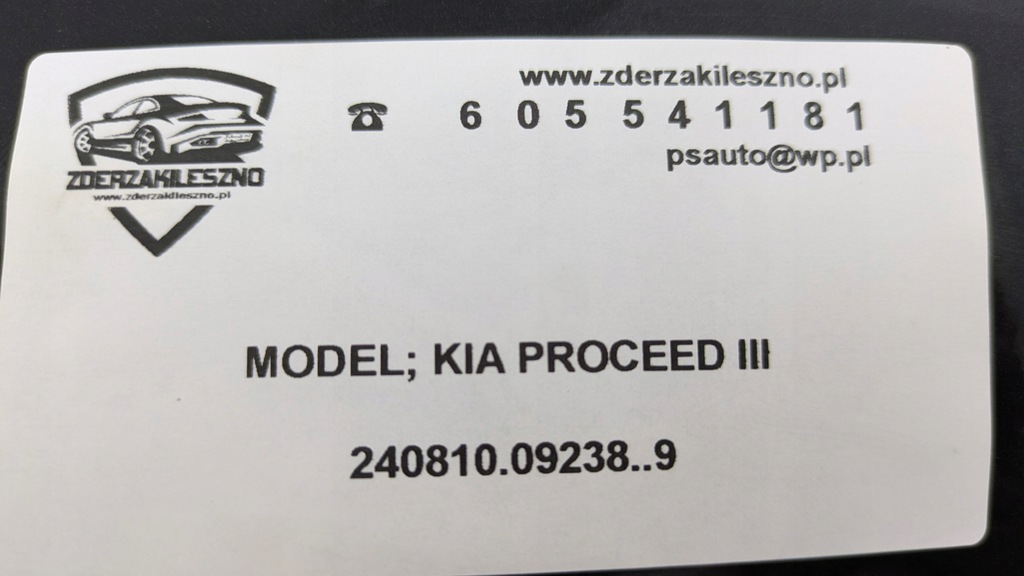 www.zderzakileszno.pl
☎ 6 0 5 5 4 1 1 8 1
psauto@wp.pl
ZDERZAKILESZNO
www.zderzakileszno.pl
MODEL; KIA PROCEED III
240810.09238..9